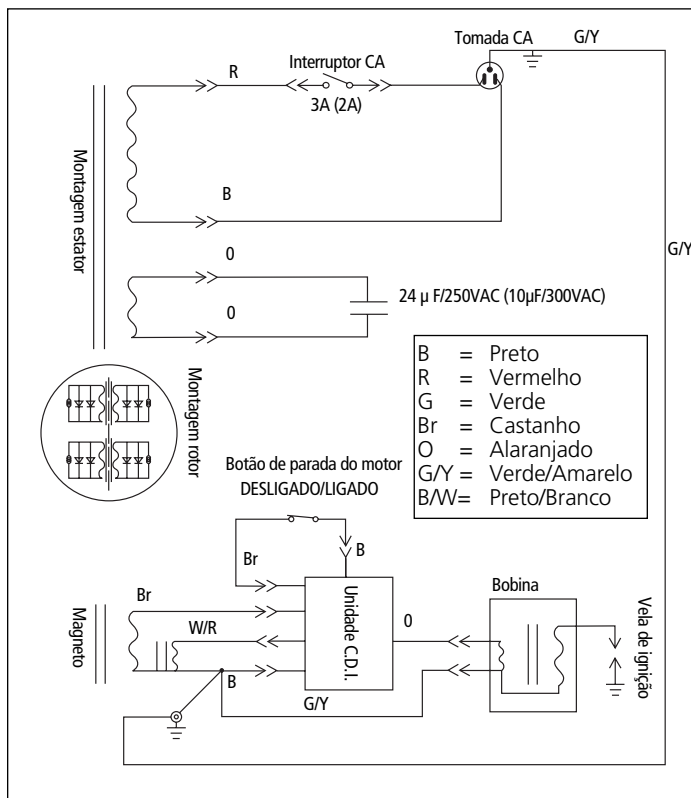 Tomada CA
G/Y
Interruptor CA
R
3A (2A)
B
Montagem estator
G/Y
0
0
24 µ F/250VAC (10µF/300VAC)
B = Preto
R = Vermelho
G = Verde
Br = Castanho
O = Alaranjado
G/Y = Verde/Amarelo
B/W= Preto/Branco
Montagem rotor
Botão de parada do motor
DESLIGADO/LIGADO
B
Br
Unidade C.D.I.
Bobina
Br
W/R
0
Magneto
B
G/Y
Vela de ignição